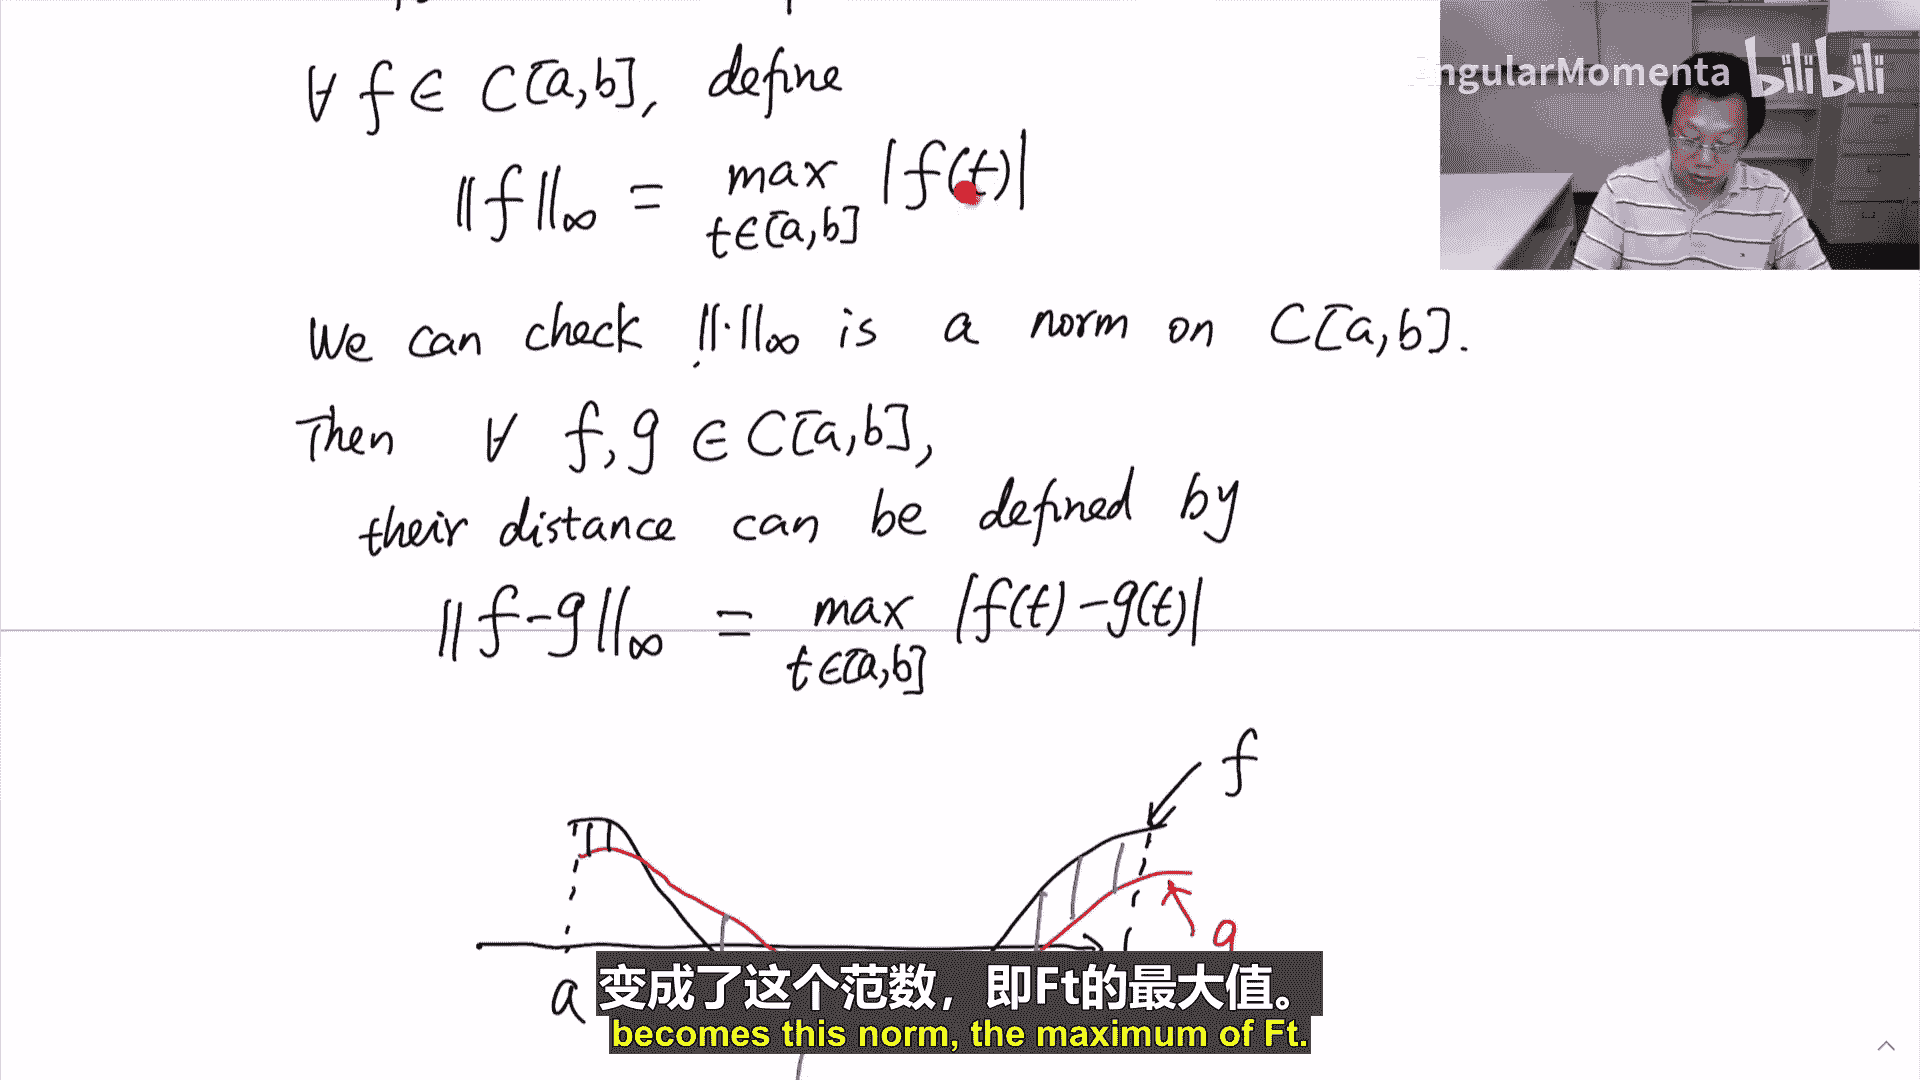 ∀ f ∈ C[a,b], define
‖f‖∞ = max |f(t)|
t∈[a,b]
We can check ‖·‖∞ is a norm on C[a,b].
Then ∀ f, g ∈ C[a,b],
their distance can be defined by
‖f-g‖∞ = max |f(t)-g(t)|
t∈[a,b]
f
g
a
变成了这个范数，即Ft的最大值。
becomes this norm, the maximum of Ft.
ngularMomenta bilibili